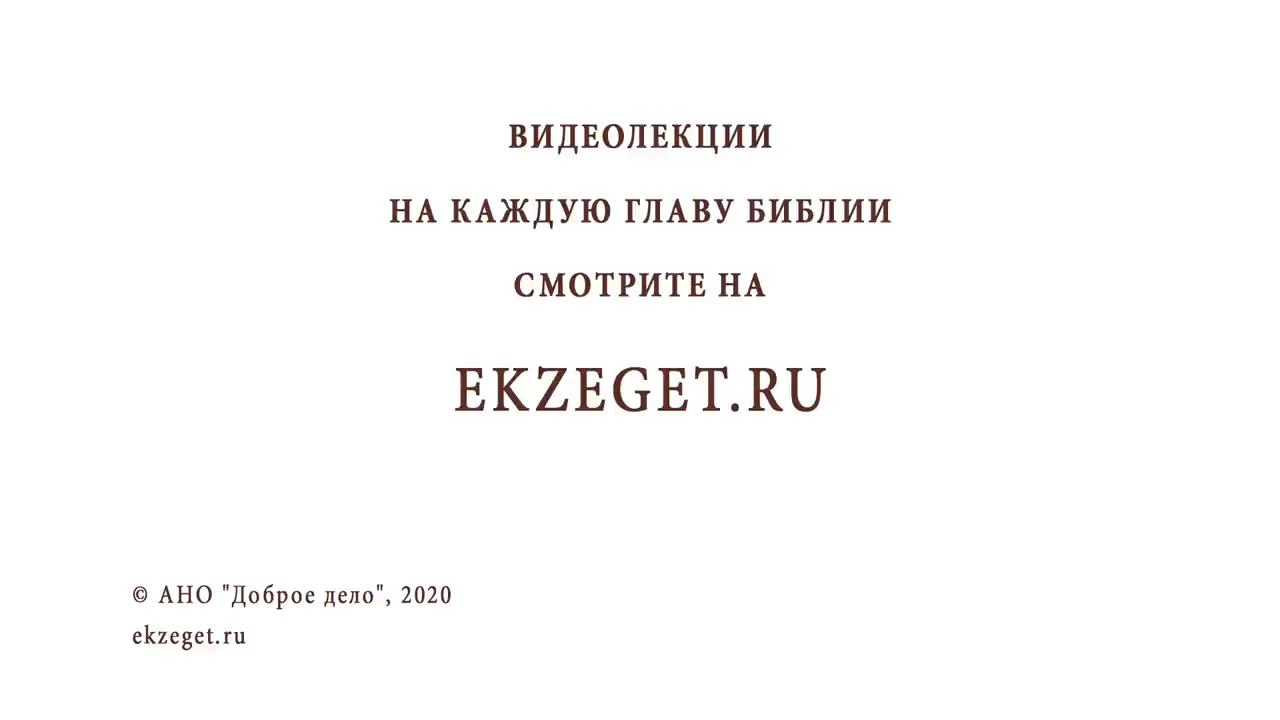 ВИДЕОЛЕКЦИИ
НА КАЖДУЮ ГЛАВУ БИБЛИИ
СМОТРИТЕ НА
EKZEGET.RU
© АНО "Доброе дело", 2020
ekzeget.ru